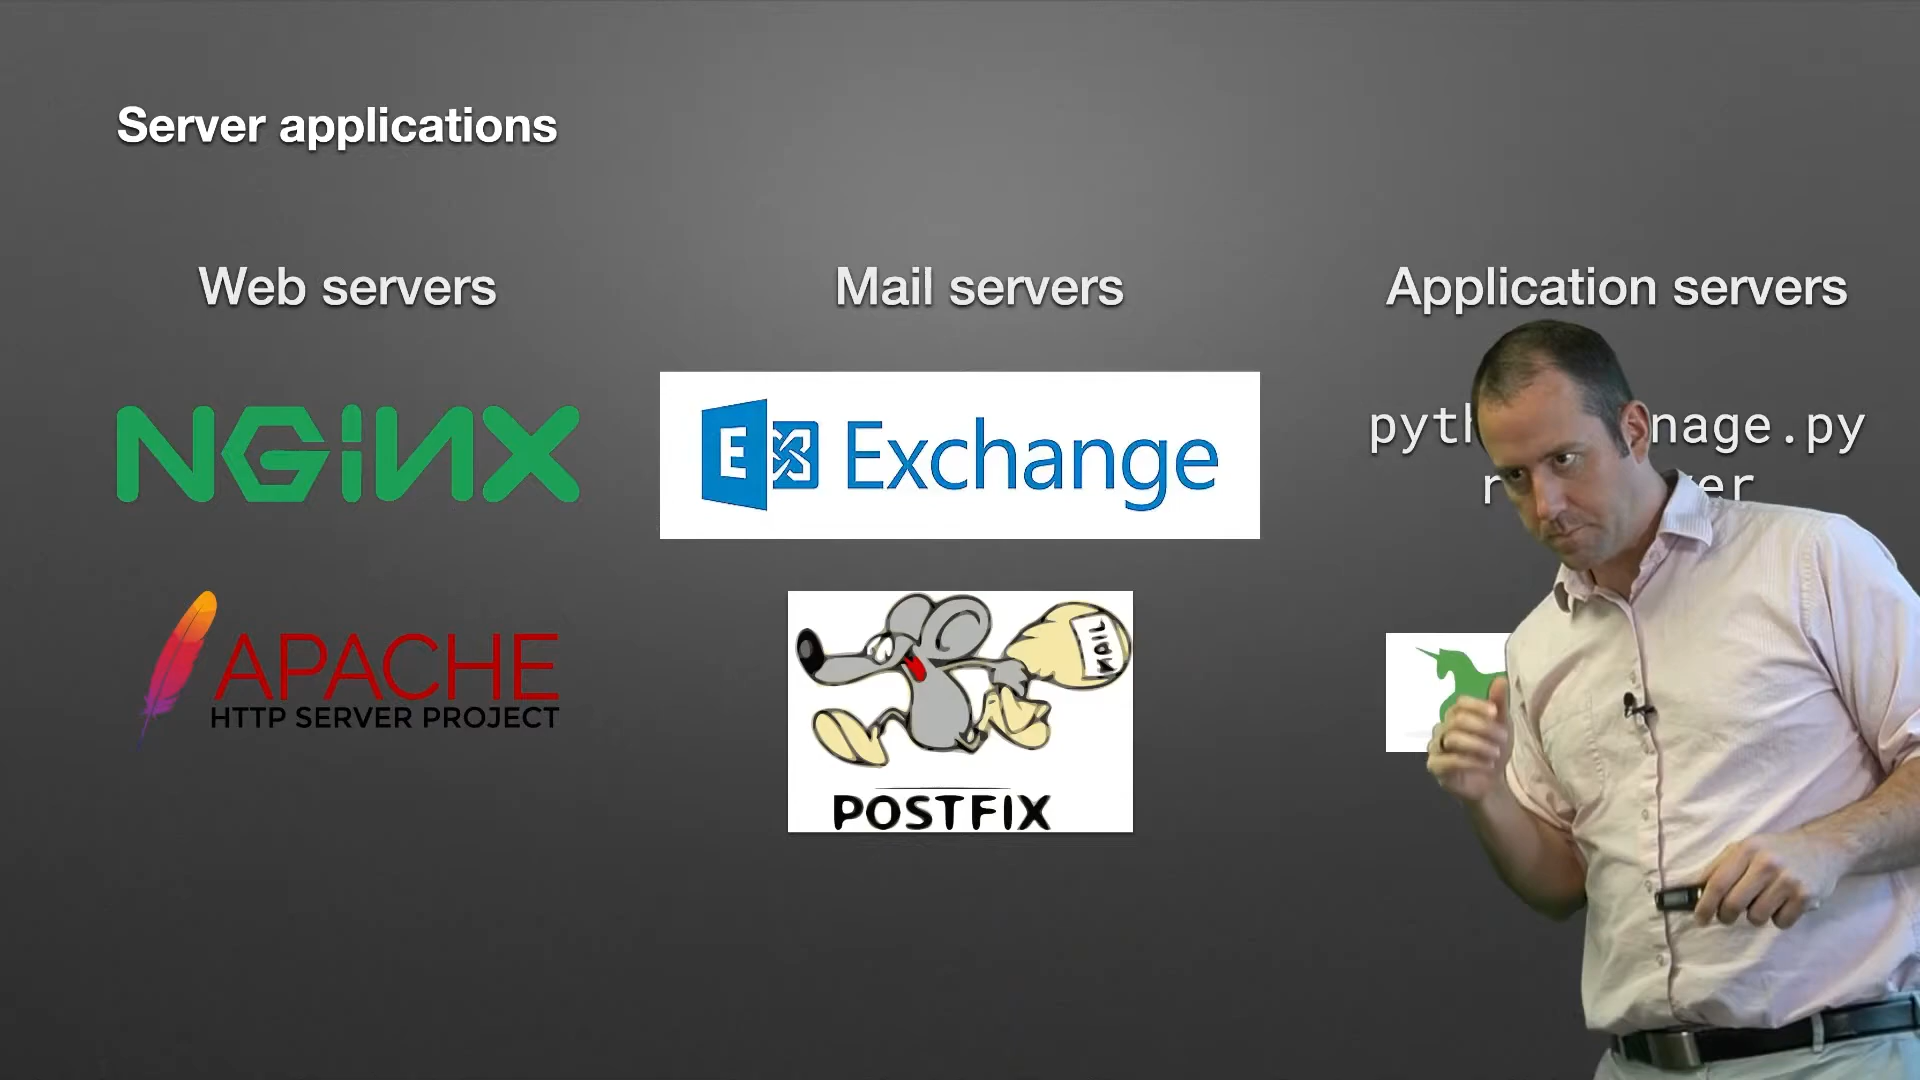 Server applications
Web servers
Mail servers
Application servers
NGINX
E Exchange
nage.py
APACHE
HTTP SERVER PROJECT
MAIL
POSTFIX